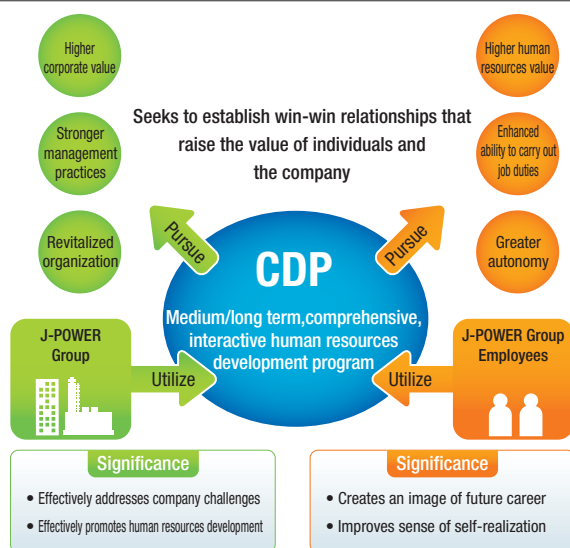 Higher
corporate value
Stronger
management
practices
Revitalized
organization
Seeks to establish win-win relationships that
raise the value of individuals and
the company
Higher human
resources value
Enhanced
ability to carry out
job duties
Greater
autonomy
Pursue
Pursue
CDP
Medium/long term,comprehensive,
interactive human resources
development program
J-POWER
Group
Utilize
J-POWER Group
Employees
Utilize
Significance
• Effectively addresses company challenges
• Effectively promotes human resources development
Significance
• Creates an image of future career
• Improves sense of self-realization